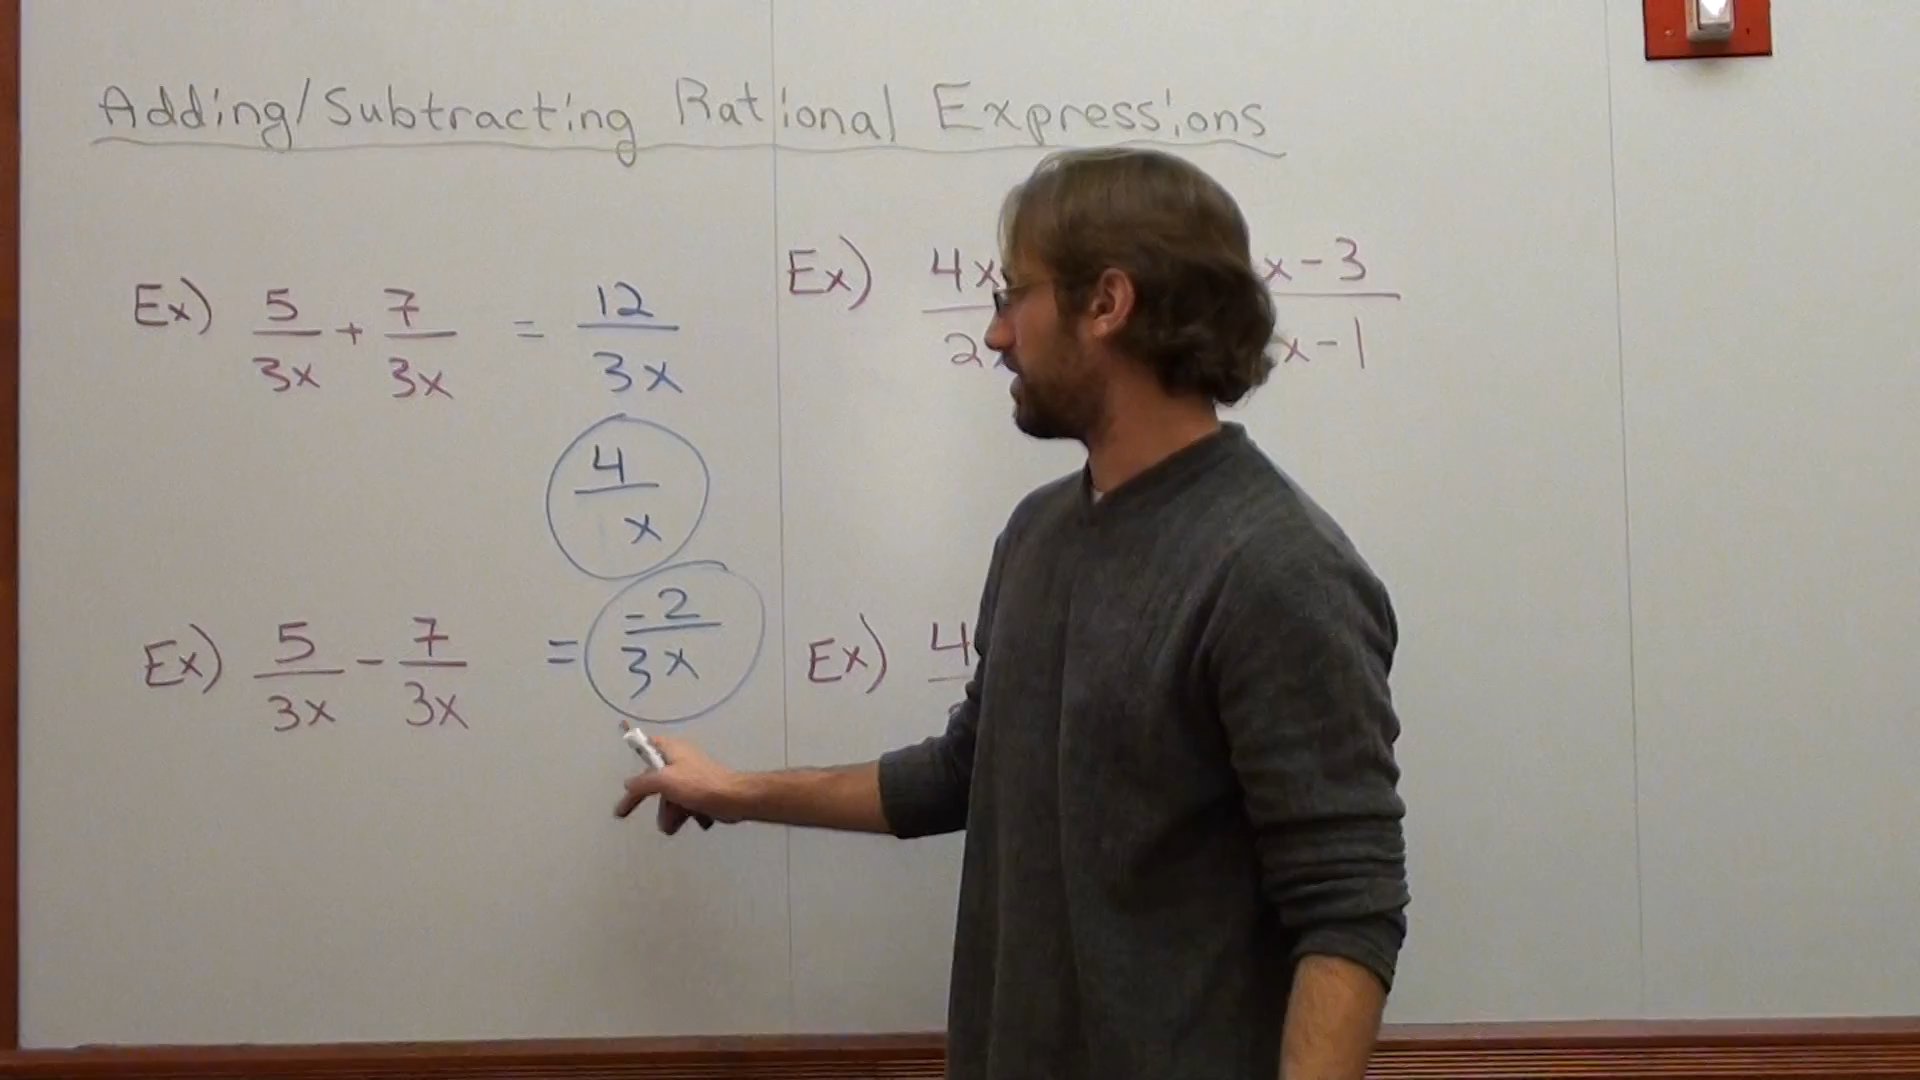 Adding/Subtracting Rational Expressions
Ex) 5/3x + 7/3x = 12/3x
4/x
Ex) 5/3x - 7/3x = -2/3x
Ex) 4x x-3
2x x-1
Ex) 4